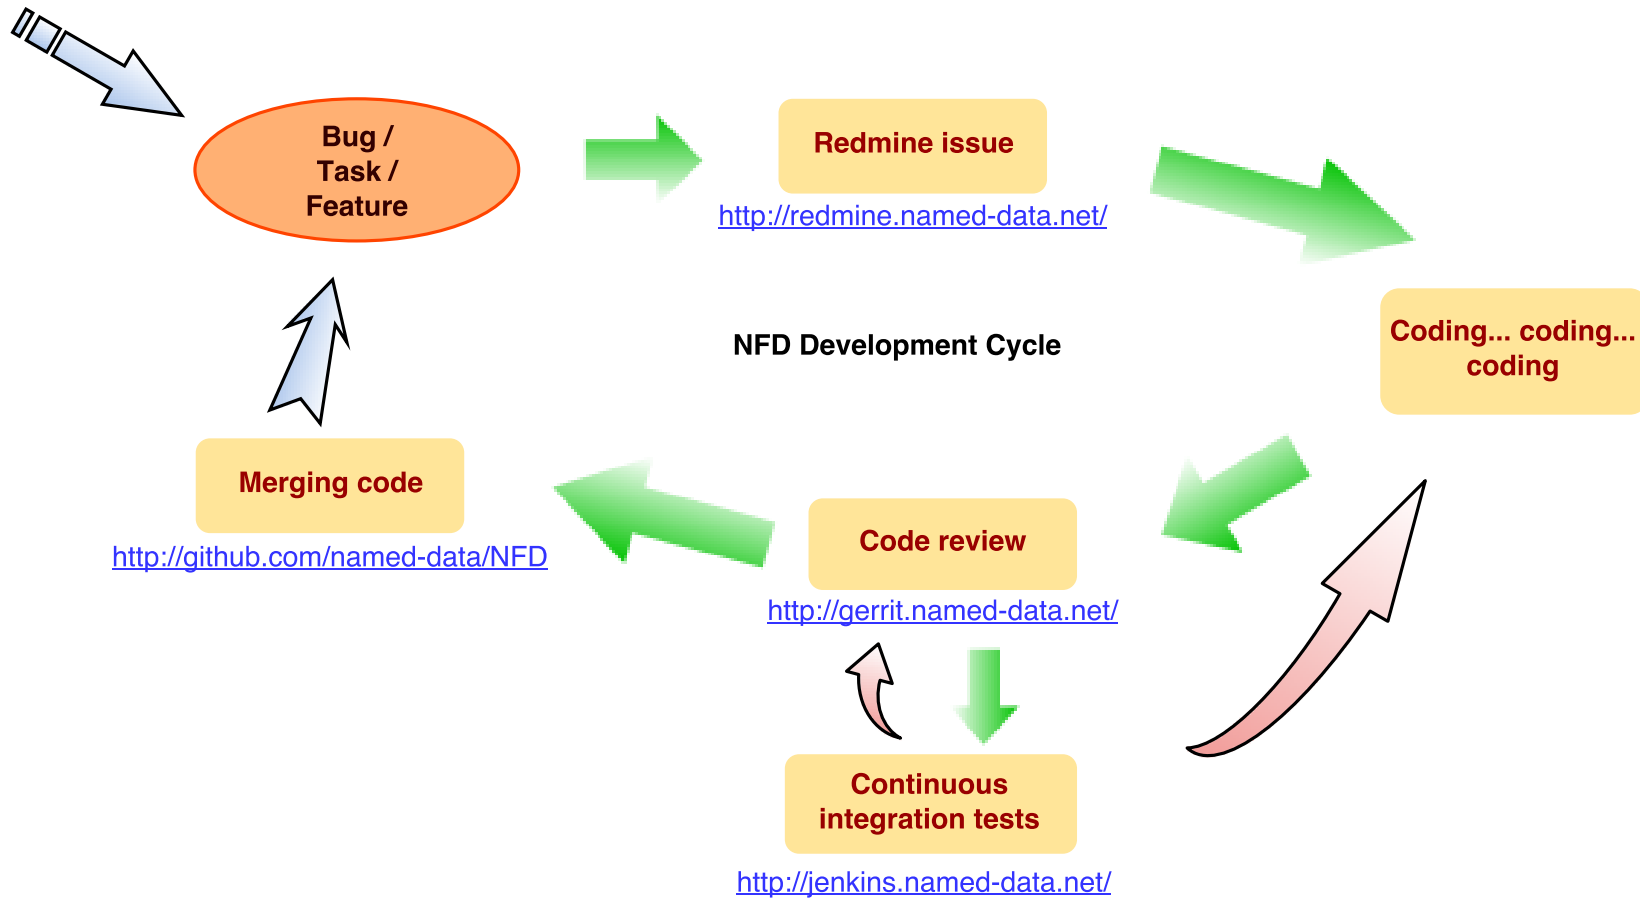 Bug /
Task /
Feature
Redmine issue
http://redmine.named-data.net/
NFD Development Cycle
Coding... coding...
coding
Merging code
http://github.com/named-data/NFD
Code review
http://gerrit.named-data.net/
Continuous
integration tests
http://jenkins.named-data.net/